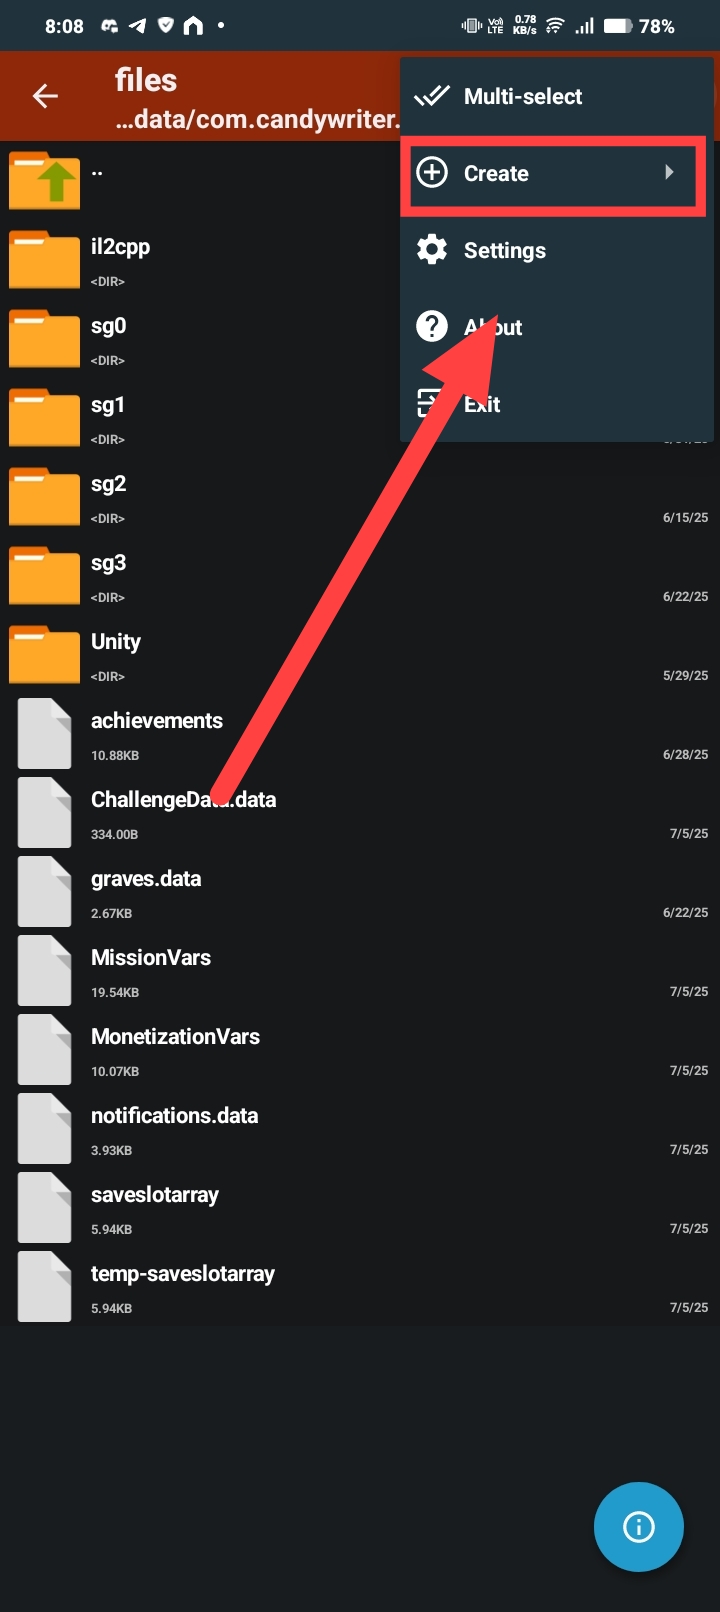 8:08
Vo) LTE
0.78 KB/s
78%
files
...data/com.candywriter.
Multi-select
Create
Settings
About
Exit
..
il2cpp
<DIR>
sg0
<DIR>
sg1
<DIR>
sg2
<DIR>
6/15/25
sg3
<DIR>
6/22/25
Unity
<DIR>
5/29/25
achievements
10.88KB
6/28/25
ChallengeData.data
334.00B
7/5/25
graves.data
2.67KB
6/22/25
MissionVars
19.54KB
7/5/25
MonetizationVars
10.07KB
7/5/25
notifications.data
3.93KB
7/5/25
saveslotarray
5.94KB
7/5/25
temp-saveslotarray
5.94KB
7/5/25